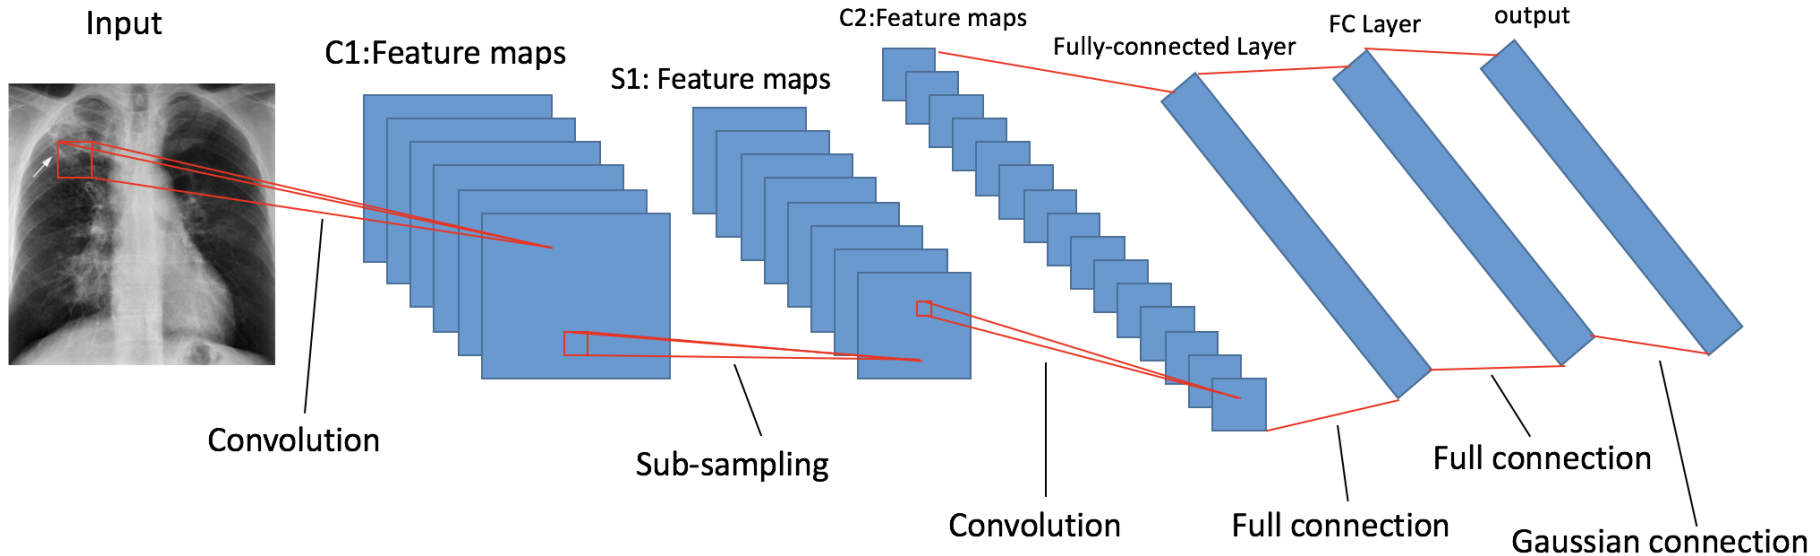 Input
C1:Feature maps
S1: Feature maps
C2:Feature maps
Fully-connected Layer
FC Layer
output
Convolution
Sub-sampling
Convolution
Full connection
Full connection
Gaussian connection